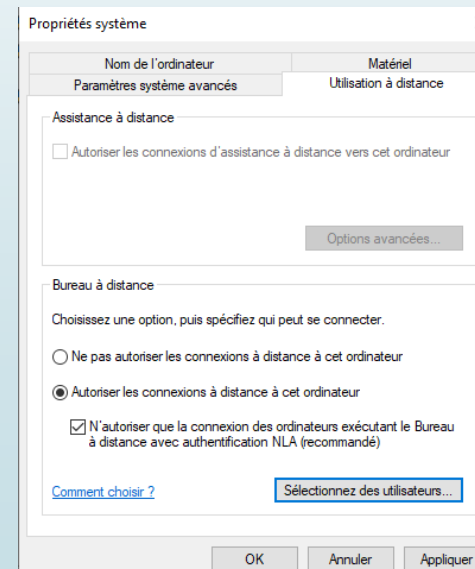 Propriétés système
Nom de l'ordinateur
Matériel
Paramètres système avancés
Utilisation à distance
Assistance à distance
Autoriser les connexions d'assistance à distance vers cet ordinateur
Options avancées...
Bureau à distance
Choisissez une option, puis spécifiez qui peut se connecter.
Ne pas autoriser les connexions à distance à cet ordinateur
Autoriser les connexions à distance à cet ordinateur
N'autoriser que la connexion des ordinateurs exécutant le Bureau
à distance avec authentification NLA (recommandé)
Comment choisir ?
Sélectionnez des utilisateurs...
OK
Annuler
Appliquer